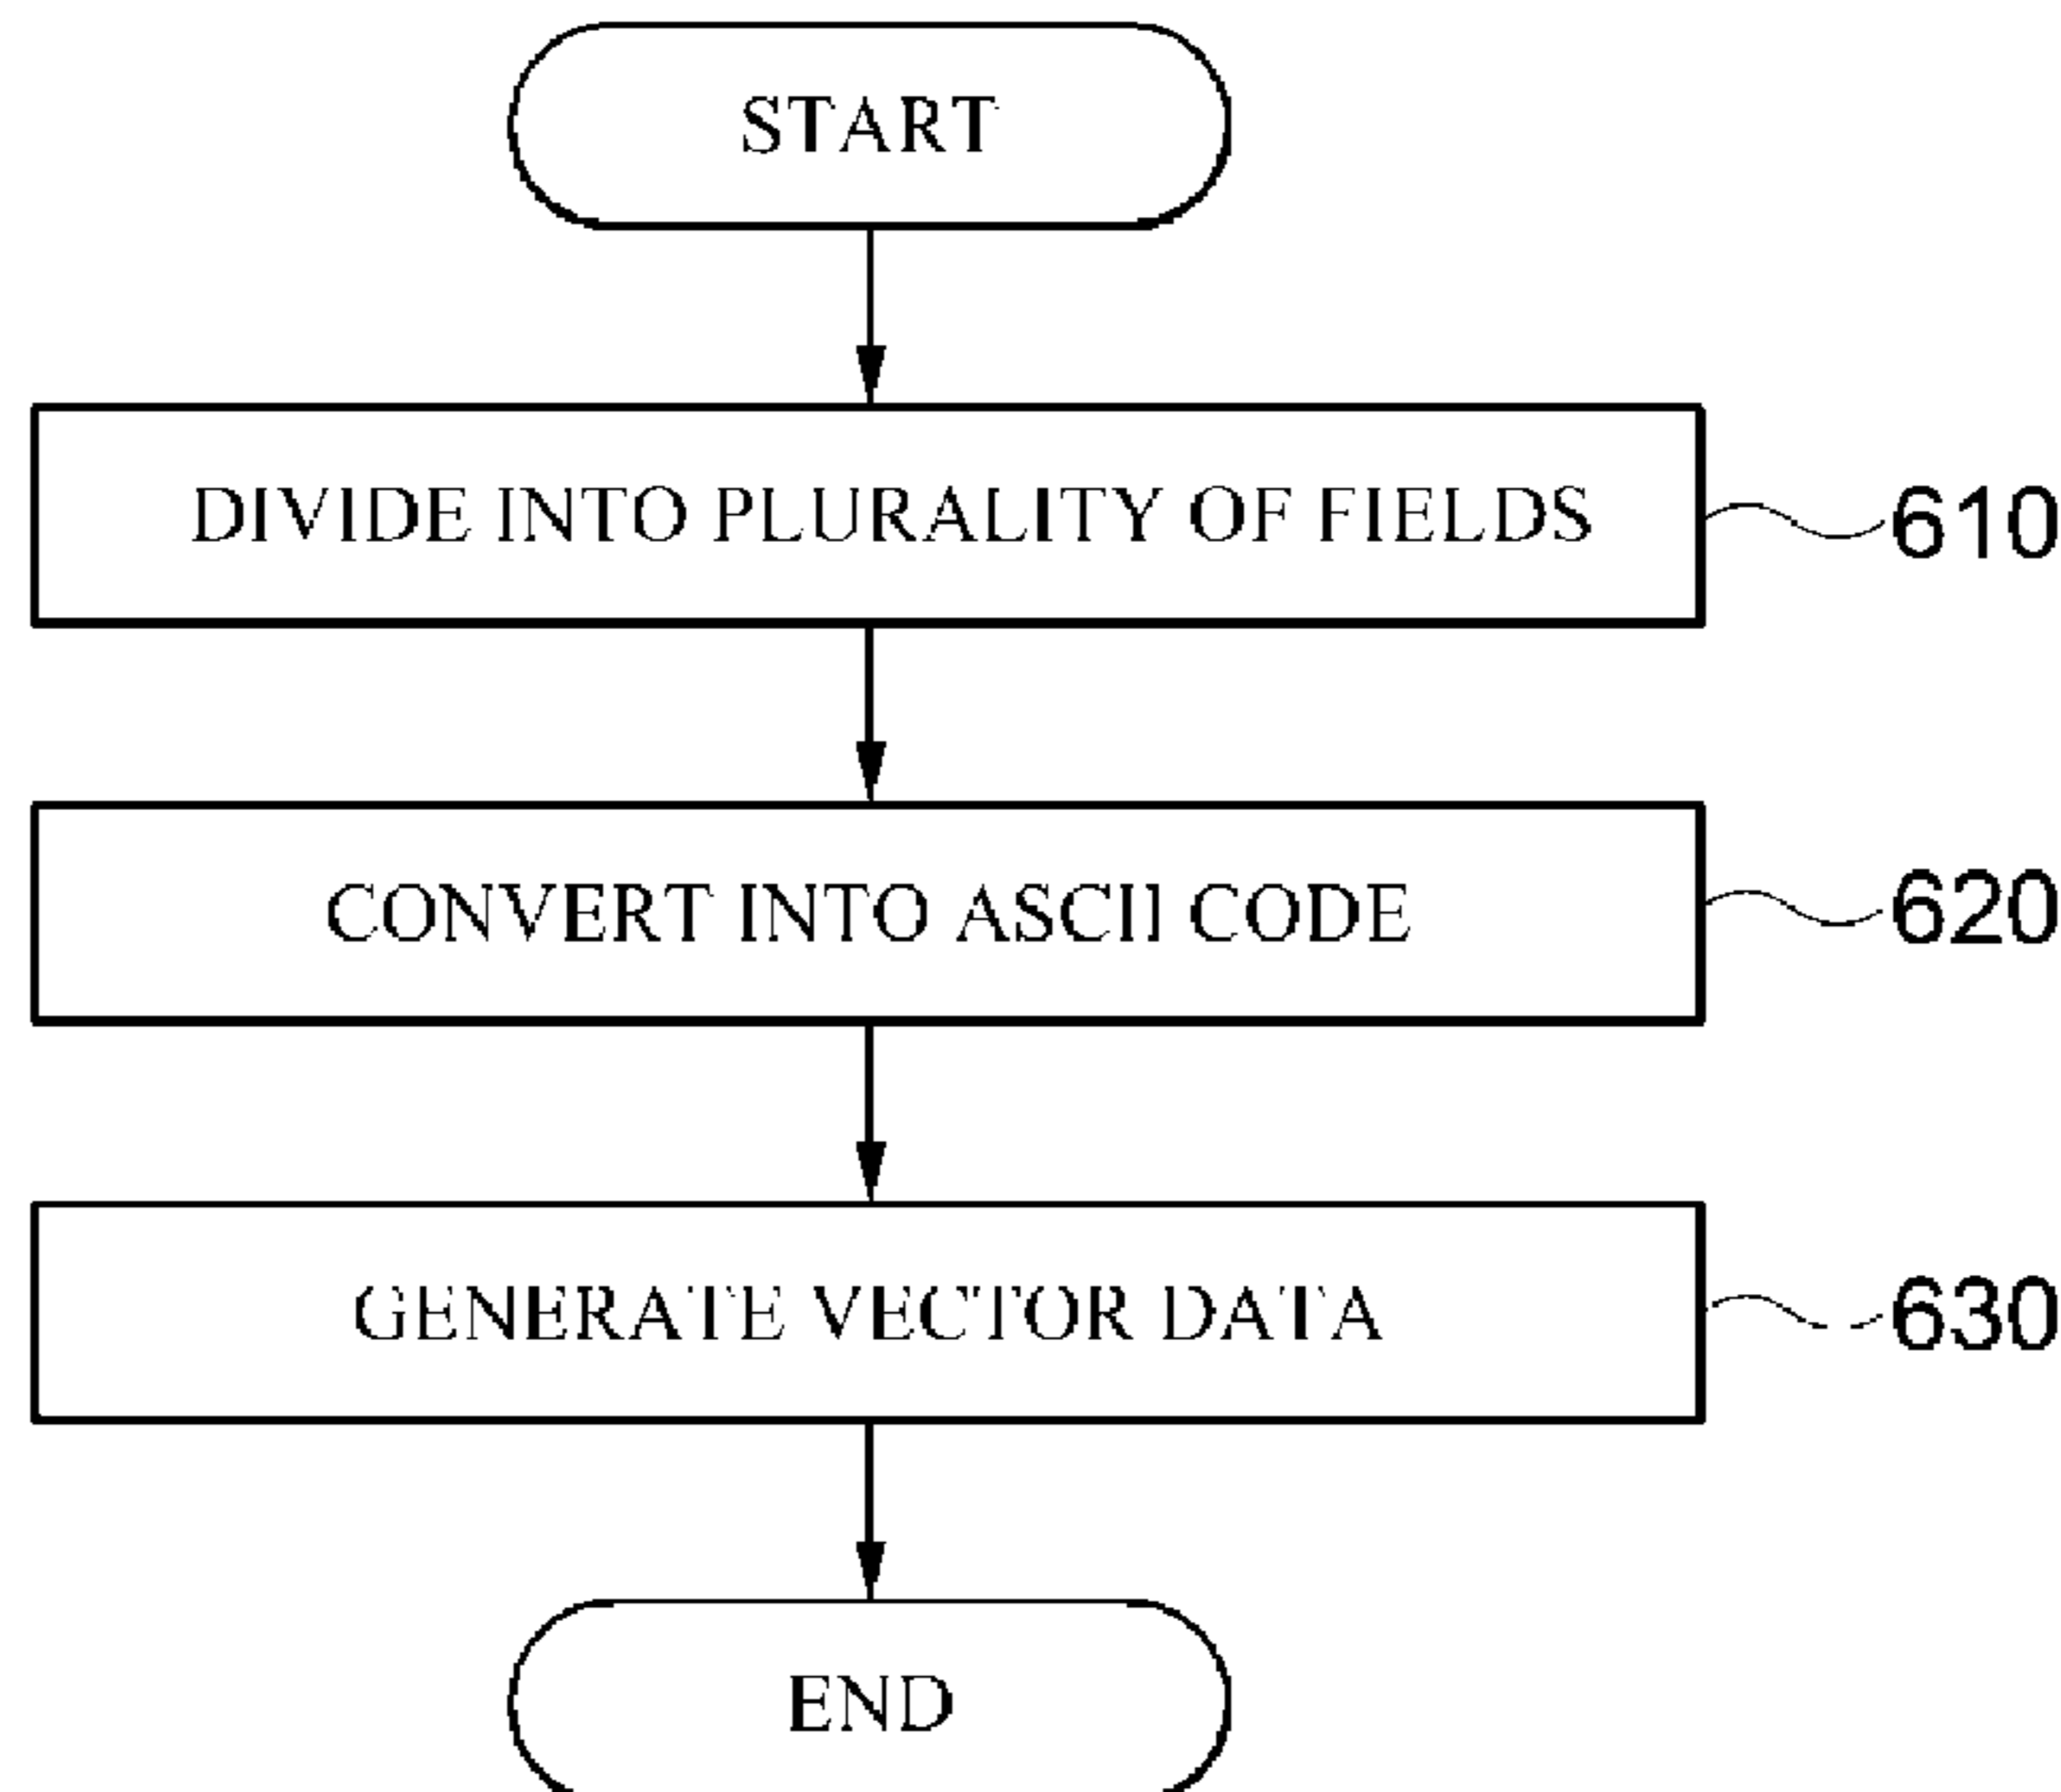 START
DIVIDE INTO PLURALITY OF FIELDS
610
CONVERT INTO ASCII CODE
620
GENERATE VECTOR DATA
630
END